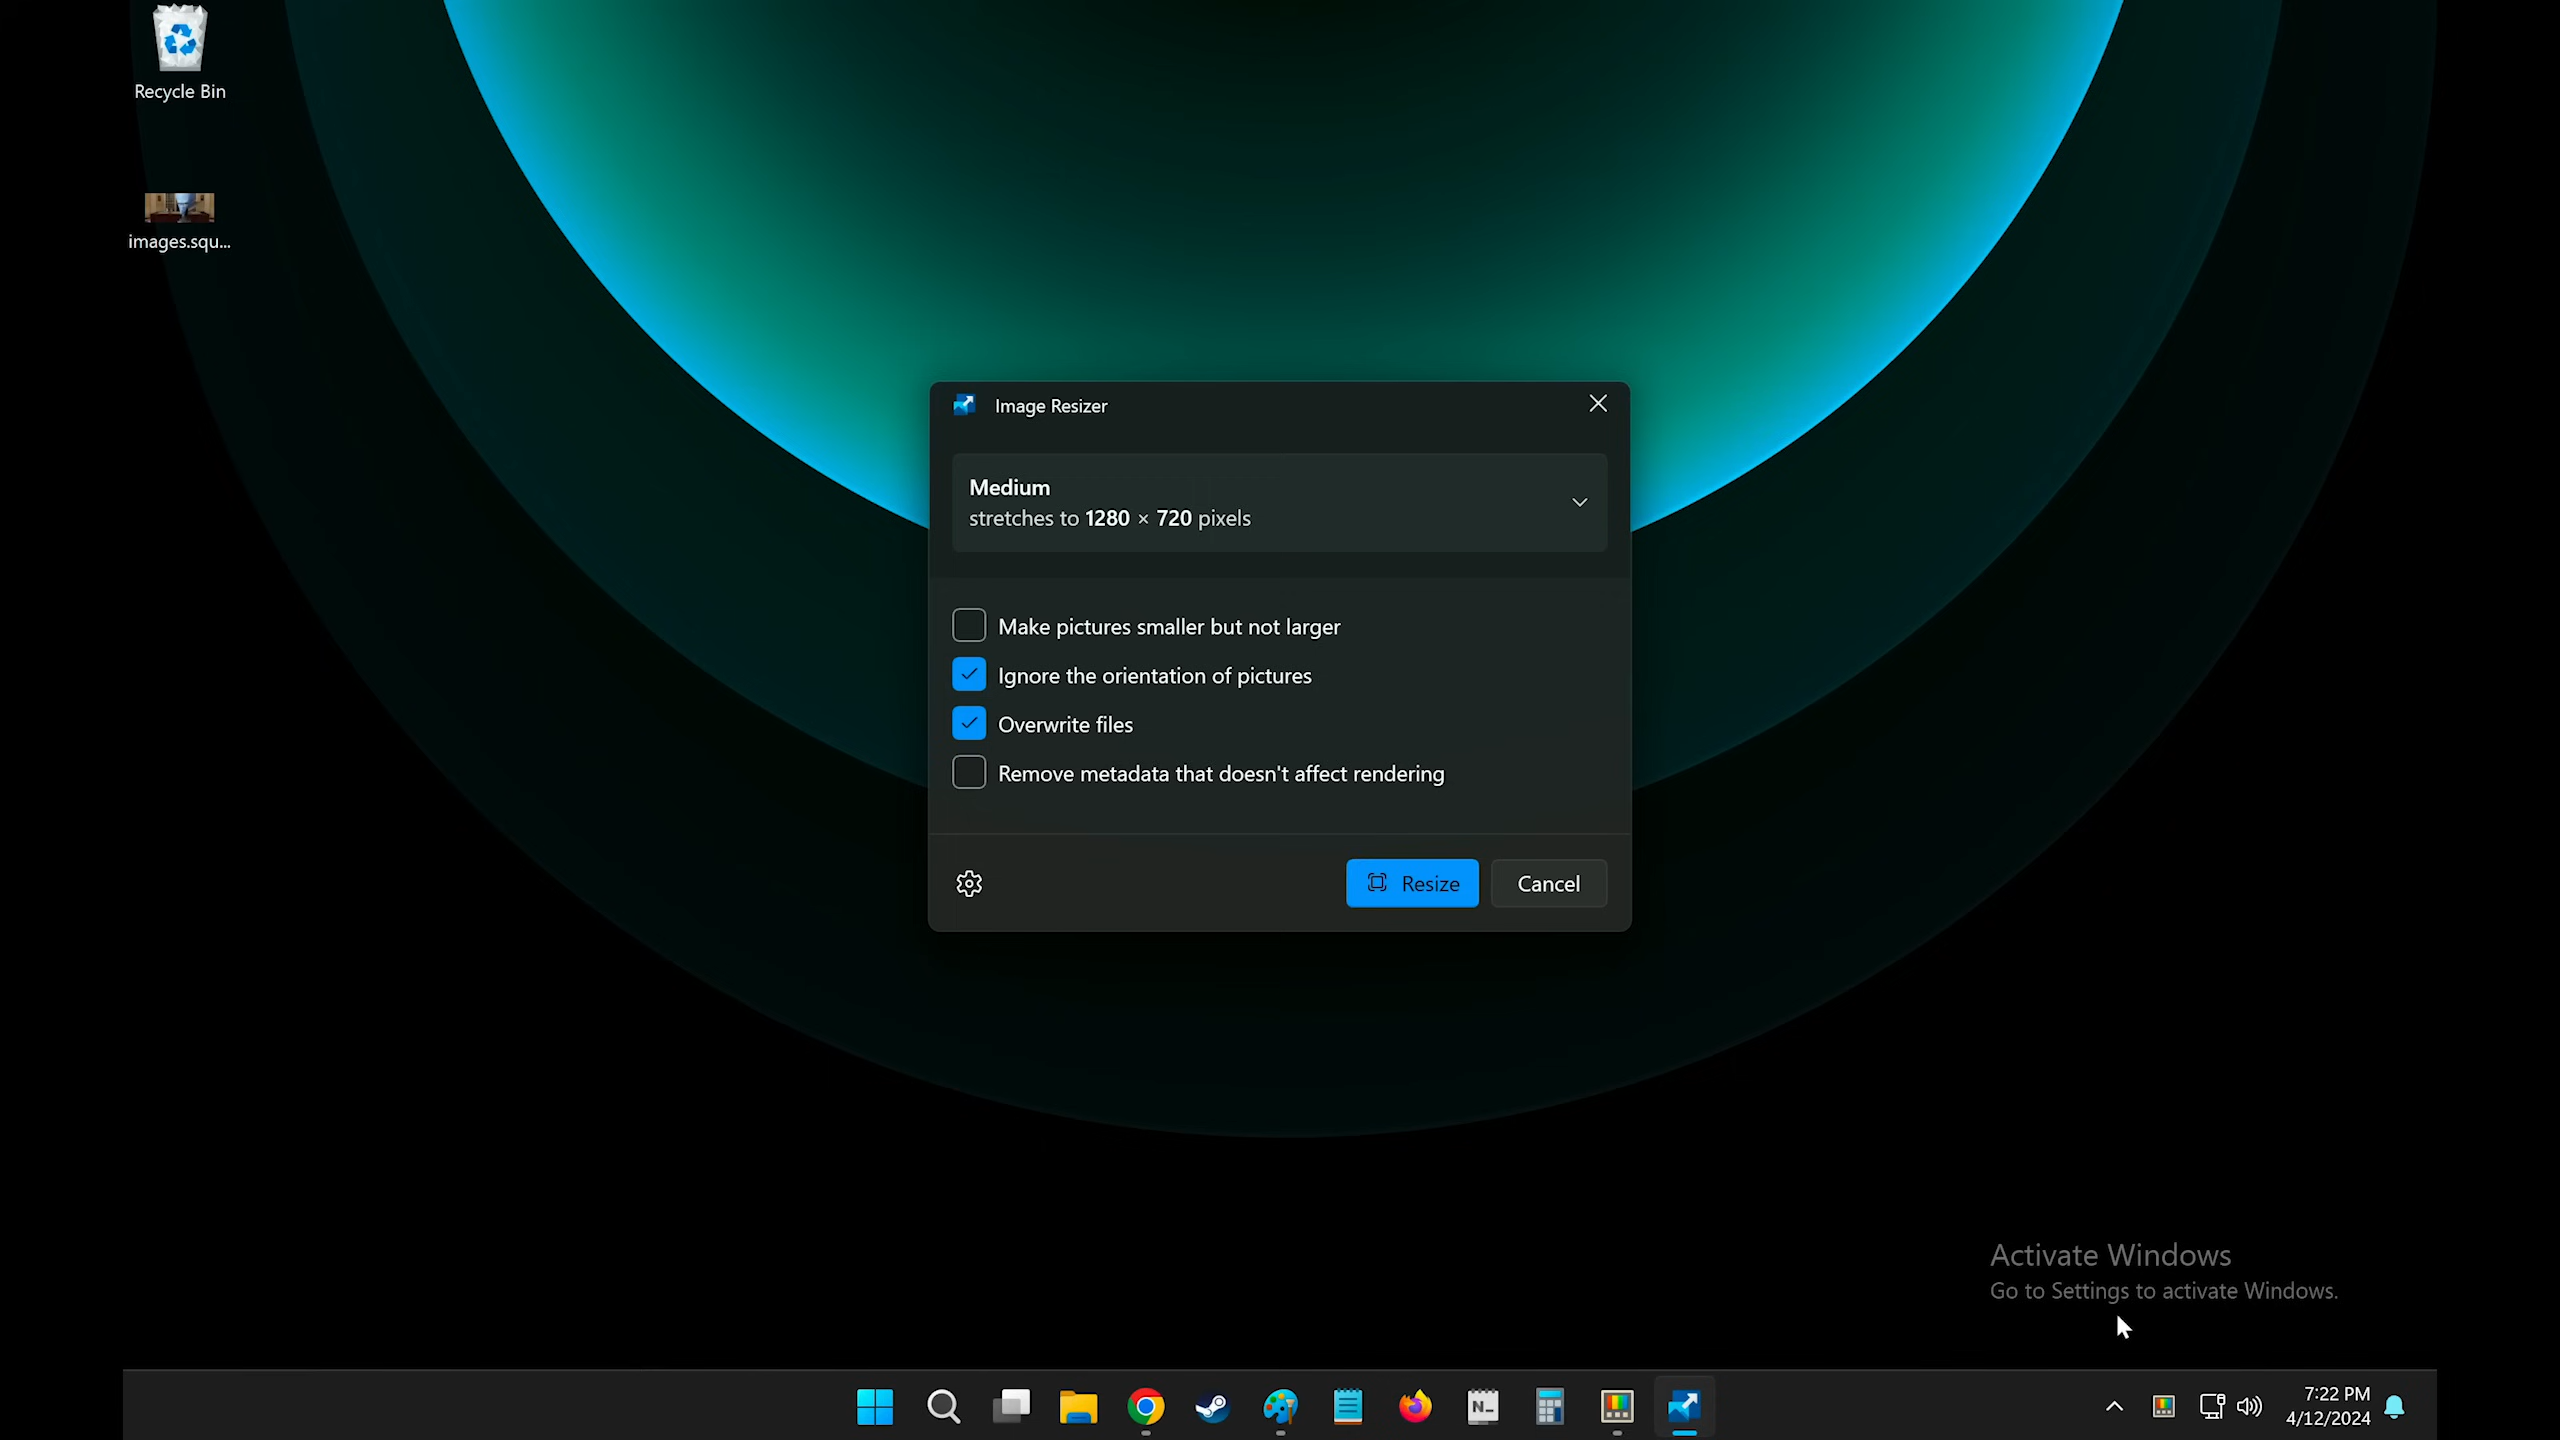 Recycle Bin
images.squ...
Image Resizer
Medium
stretches to 1280 × 720 pixels
Make pictures smaller but not larger
Ignore the orientation of pictures
Overwrite files
Remove metadata that doesn't affect rendering
Resize
Cancel
Activate Windows
Go to Settings to activate Windows.
N_
7:22 PM
4/12/2024